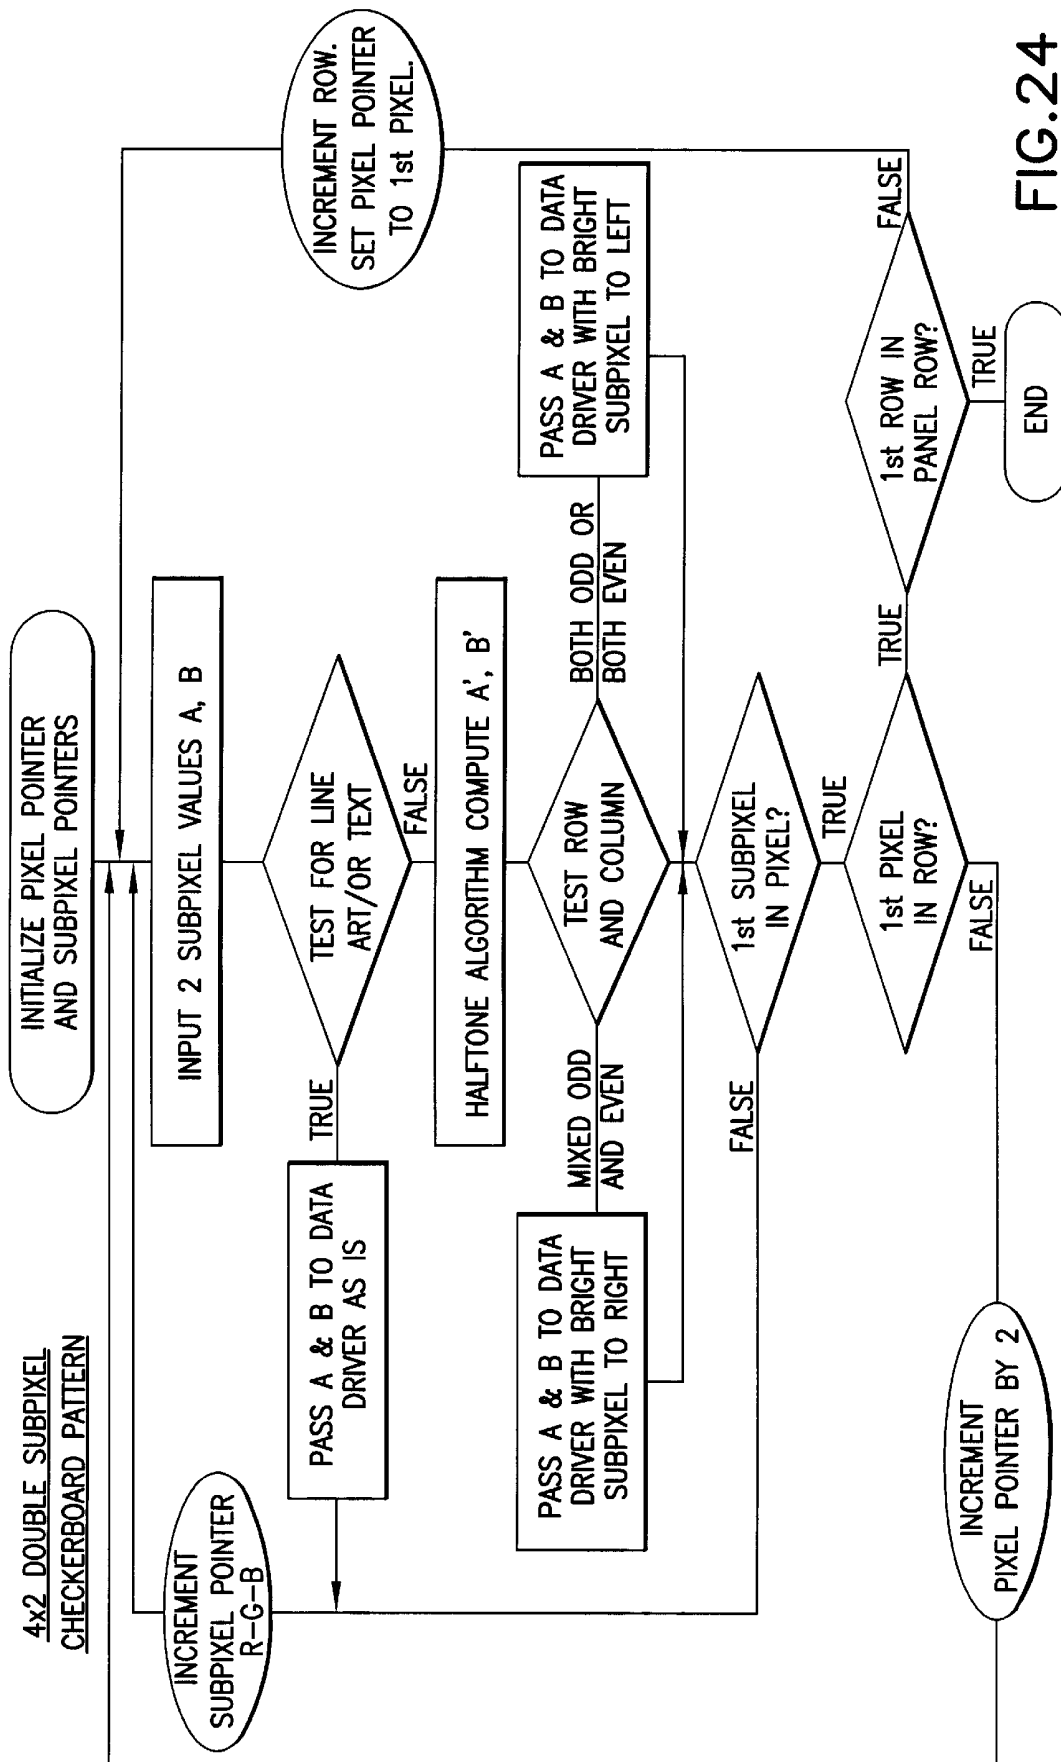 4x2 DOUBLE SUBPIXEL
CHECKERBOARD PATTERN
INITIALIZE PIXEL POINTER
AND SUBPIXEL POINTERS
INCREMENT
SUBPIXEL POINTER
R-G-B
INPUT 2 SUBPIXEL VALUES A, B
INCREMENT ROW.
SET PIXEL POINTER
TO 1st PIXEL.
PASS A & B TO DATA
DRIVER AS IS
TRUE
TEST FOR LINE
ART/OR TEXT
FALSE
HALFTONE ALGORITHM COMPUTE A', B'
PASS A & B TO DATA
DRIVER WITH BRIGHT
SUBPIXEL TO RIGHT
MIXED ODD
AND EVEN
TEST ROW
AND COLUMN
BOTH ODD OR
BOTH EVEN
PASS A & B TO DATA
DRIVER WITH BRIGHT
SUBPIXEL TO LEFT
FALSE
1st SUBPIXEL
IN PIXEL?
TRUE
1st PIXEL
IN ROW?
TRUE
FALSE
1st ROW IN
PANEL ROW?
FALSE
TRUE
INCREMENT
PIXEL POINTER BY 2
END
FIG.24